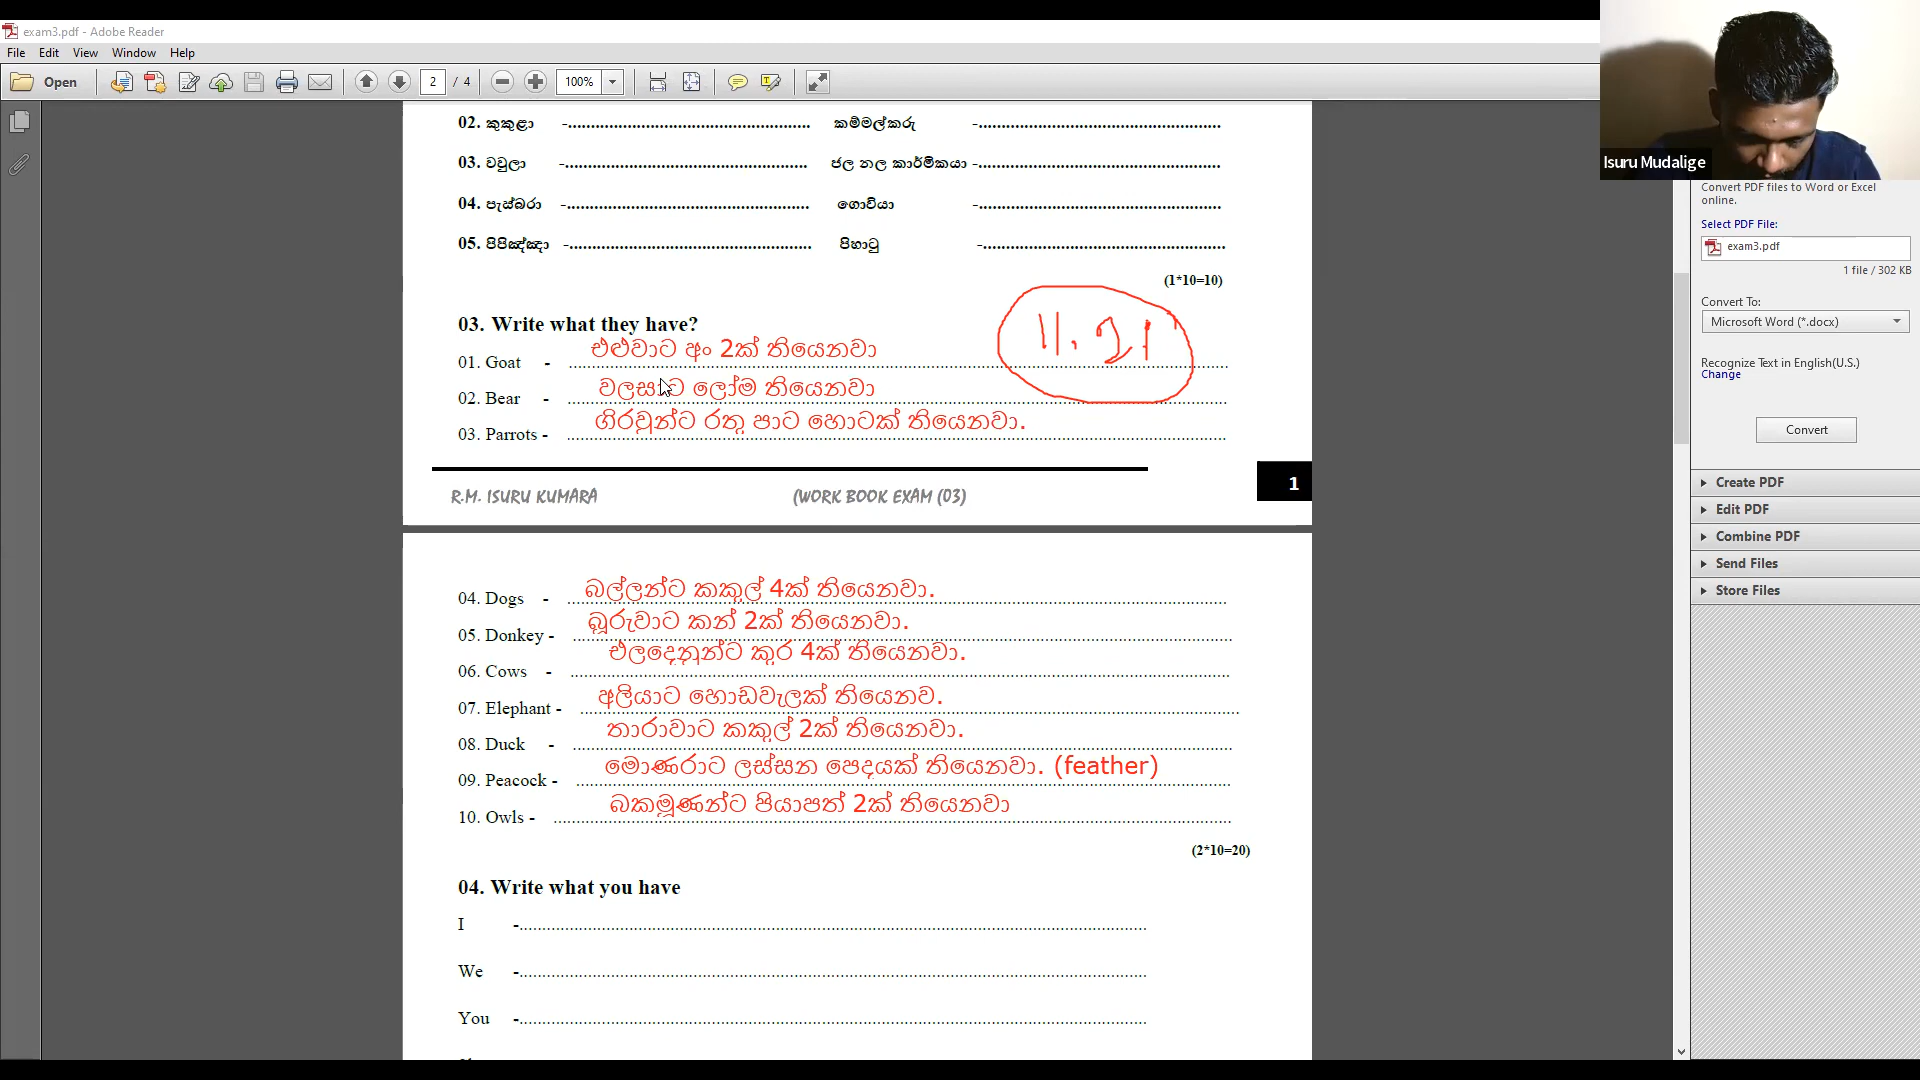 exam3.pdf - Adobe Reader
File Edit View Window Help
Open 2 / 4 100%
Isuru Mudalige
02. කුකුළා -.................................................... කම්මල්කරු -....................................................
03. වවුලා -.................................................... ජල නල කාර්මිකයා -....................................................
04. පැස්බරා -.................................................... ගොවියා -....................................................
05. පිපිඤ්ඤා -.................................................... පිහාටු -....................................................
(1*10=10)
03. Write what they have?
11.21
01. Goat - එළුවාට අං 2ක් තියෙනවා
02. Bear - වලසාට ලෝම තියෙනවා
03. Parrots - ගිරවුන්ට රතු පාට හොටක් තියෙනවා.
R.M. ISURU KUMARA (WORK BOOK EXAM (03) 1
04. Dogs - බල්ලන්ට කකුල් 4ක් තියෙනවා.
05. Donkey - බූරුවාට කන් 2ක් තියෙනවා.
06. Cows - එලදෙනුන්ට කුර 4ක් තියෙනවා.
07. Elephant - අලියාට හොඩවැලක් තියෙනව.
08. Duck - තාරාවාට කකුල් 2ක් තියෙනවා.
09. Peacock - මොණරාට ලස්සන පෙදයක් තියෙනවා. (feather)
10. Owls - බකමූණන්ට පියාපත් 2ක් තියෙනවා
(2*10=20)
04. Write what you have
I -....................................................
We -....................................................
You -....................................................
Convert PDF files to Word or Excel
online.
Select PDF File:
exam3.pdf
1 file / 302 KB
Convert To:
Microsoft Word (*.docx)
Recognize Text in English(U.S.)
Change
Convert
Create PDF
Edit PDF
Combine PDF
Send Files
Store Files